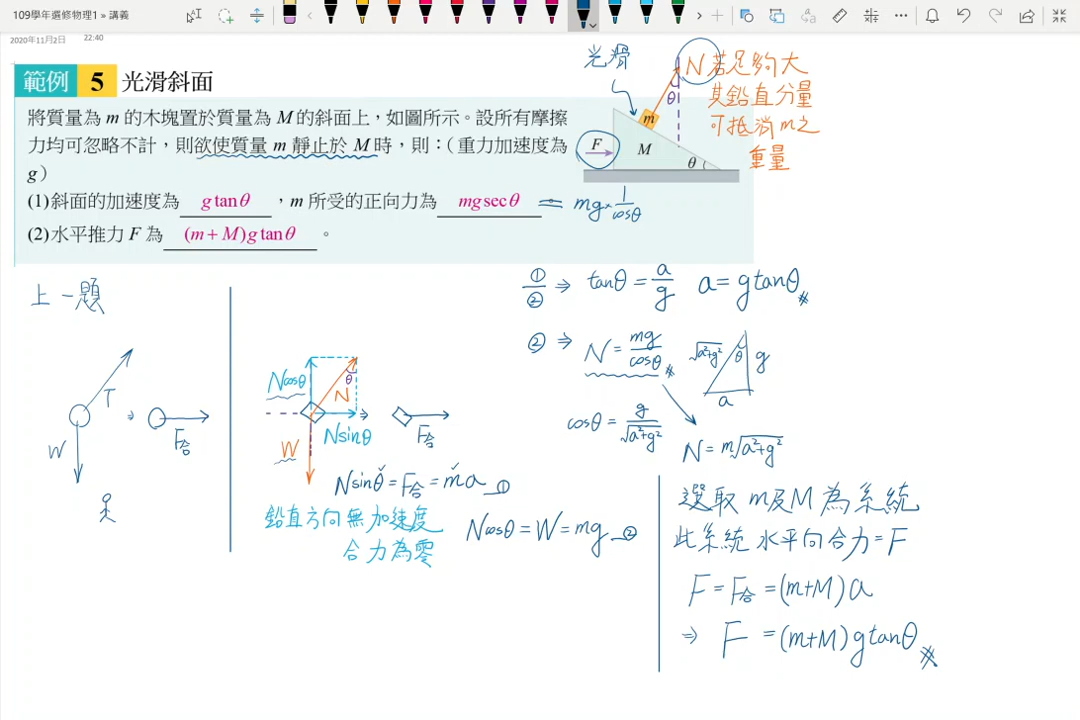 109學年選修物理1 » 講義
2020年11月2日 22:40
範例 5 光滑斜面
將質量為 m 的木塊置於質量為 M 的斜面上，如圖所示。設所有摩擦
力均可忽略不計，則欲使質量 m 靜止於 M 時，則：（重力加速度為
g）
(1)斜面的加速度為 g tanθ ，m 所受的正向力為 mg secθ = mg × 1/cosθ
(2)水平推力 F 為 (m + M)g tanθ 。
光滑
N 若足夠大
其鉛直分量
可抵消 m 之
重量
θ
m
F
M
θ
上一題
T
W
F合
Ncosθ
θ
N
Nsinθ
W
F合
Nsinθ = F合 = ma —①
鉛直方向無加速度
合力為零
Ncosθ = W = mg —②
①/② ⇒ tanθ = a/g a = gtanθ #
② ⇒ N = mg/cosθ #
√a²+g² θ g
a
cosθ = g/√a²+g²
N = m√a²+g²
選取 m及M 為系統
此系統 水平向合力 = F
F = F合 = (m+M)a
⇒ F = (m+M)gtanθ #